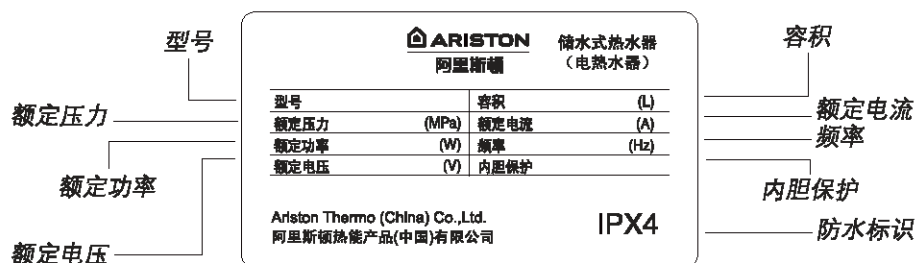 型号
额定压力
额定功率
额定电压
ARISTON
阿里斯顿
储水式热水器
（电热水器）
型号 容积 (L)
额定压力 (MPa) 额定电流 (A)
额定功率 (W) 频率 (Hz)
额定电压 (V) 内胆保护
Ariston Thermo (China) Co.,Ltd.
阿里斯顿热能产品(中国)有限公司
IPX4
容积
额定电流
频率
内胆保护
防水标识